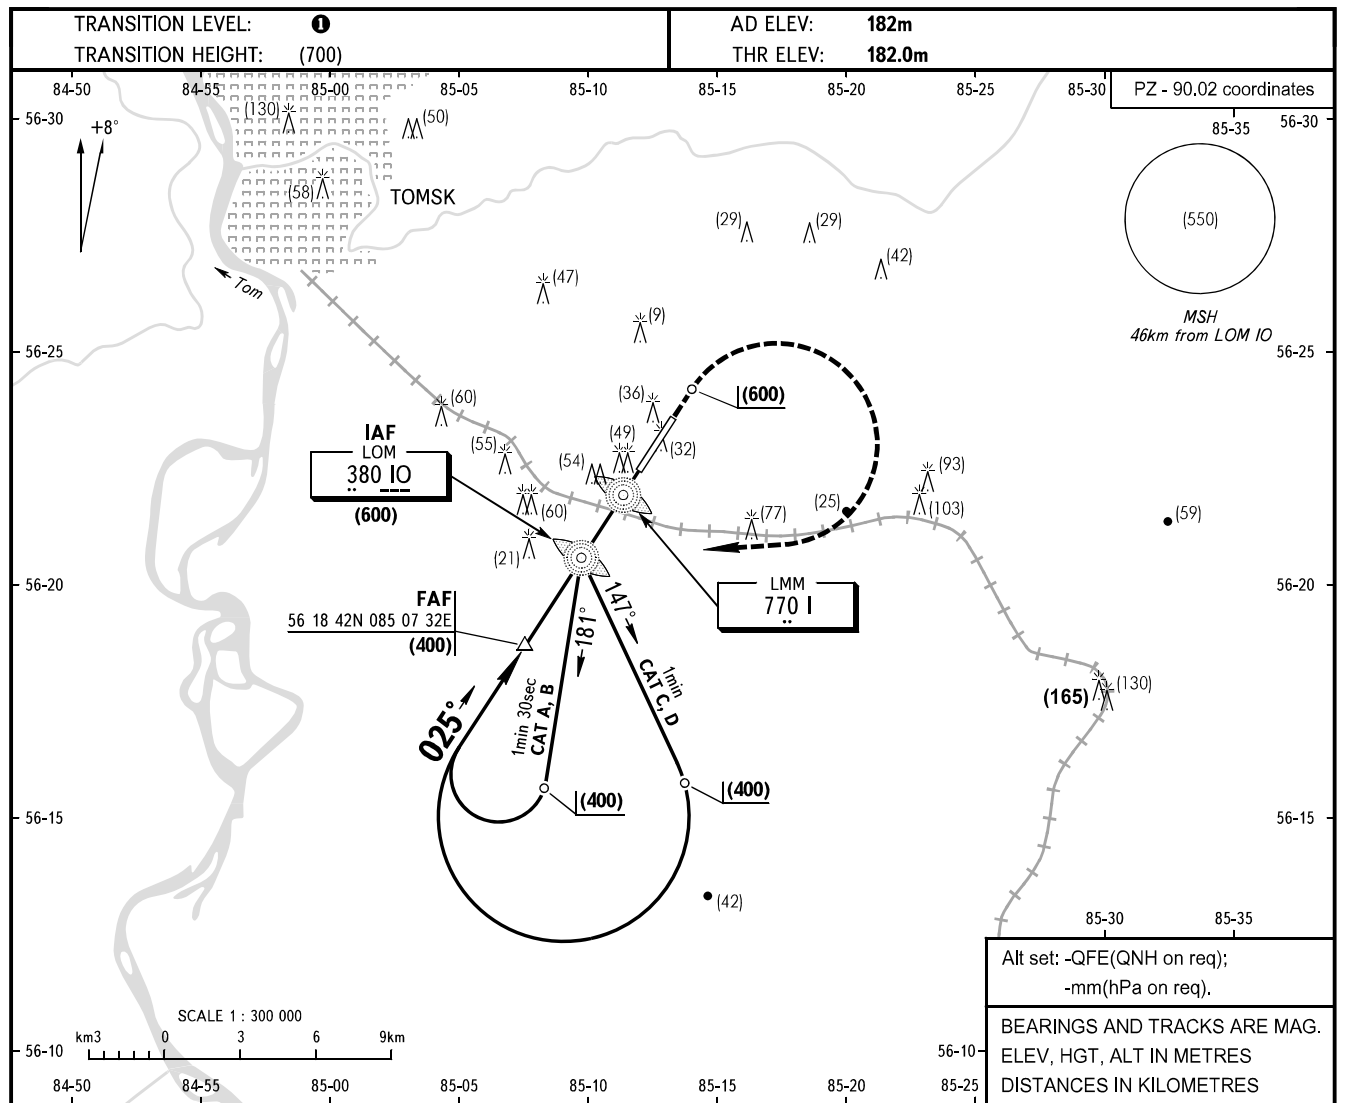 TRANSITION LEVEL: ❶
TRANSITION HEIGHT: (700)
AD ELEV: 182m
THR ELEV: 182.0m
84-50 84-55 85-00 85-05 85-10 85-15 85-20 85-25 85-30
PZ - 90.02 coordinates
85-35
56-30 56-30
+8°
(130)
(50)
(58)
TOMSK
Tom
(29) (29)
(42)
(47)
(9)
(550)
MSH
46km from LOM IO
56-25 56-25
(600)
(60)
(36)
(32)
(49)
(55)
(54)
(60)
(21)
IAF
LOM
380 IO
(600)
(93)
(103)
(25)
(77)
(59)
LMM
770 I
56-20 56-20
FAF
56 18 42N 085 07 32E
(400)
025°
181°
1min 30sec
CAT A, B
147°
1min
CAT C, D
(400)
(400)
(165)
(130)
56-15 56-15
(42)
85-30 85-35
Alt set: -QFE(QNH on req);
-mm(hPa on req).
BEARINGS AND TRACKS ARE MAG.
ELEV, HGT, ALT IN METRES
DISTANCES IN KILOMETRES
SCALE 1 : 300 000
km3 0 3 6 9km
56-10 56-10
84-50 84-55 85-00 85-05 85-10 85-15 85-20 85-25